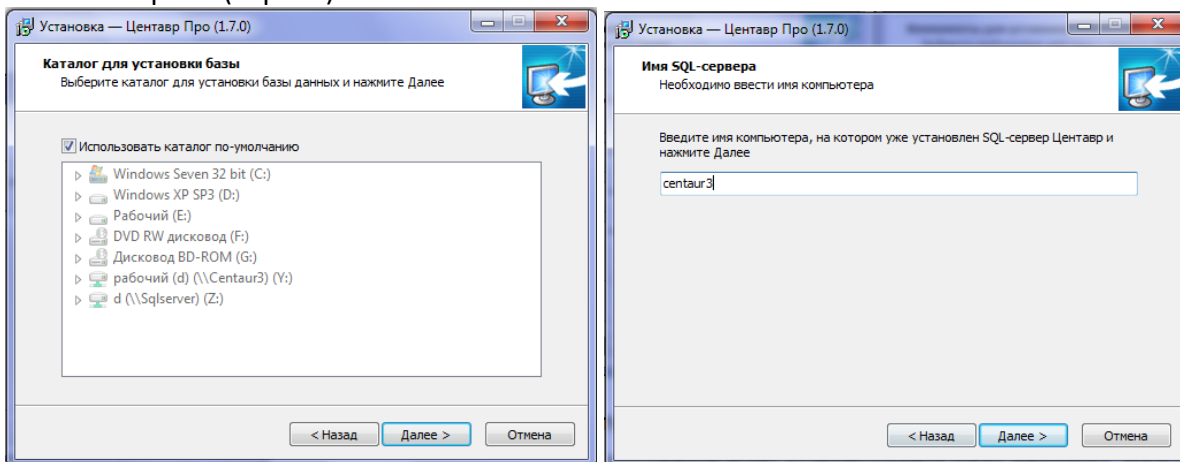 Установка — Центавр Про (1.7.0)
Каталог для установки базы
Выберите каталог для установки базы данных и нажмите Далее
Использовать каталог по-умолчанию
Windows Seven 32 bit (C:)
Windows XP SP3 (D:)
Рабочий (E:)
DVD RW дисковод (F:)
Дисковод BD-ROM (G:)
рабочий (d) (\\Centaur3) (Y:)
d (\\Sqlserver) (Z:)
< Назад
Далее >
Отмена
Установка — Центавр Про (1.7.0)
Имя SQL-сервера
Необходимо ввести имя компьютера
Введите имя компьютера, на котором уже установлен SQL-сервер Центавр и
нажмите Далее
centaur3
< Назад
Далее >
Отмена